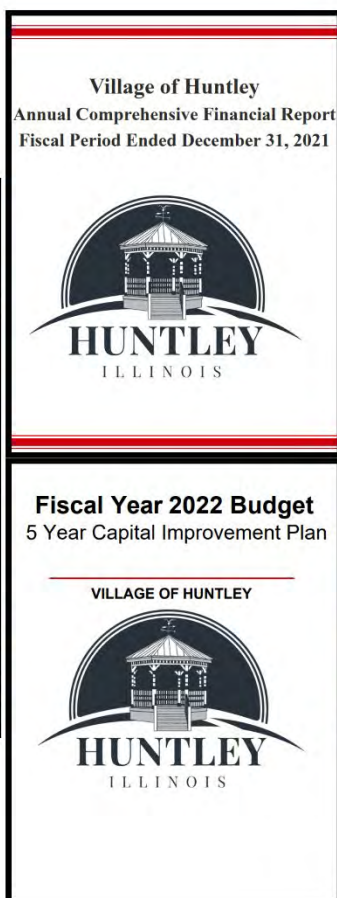 Village of Huntley
Annual Comprehensive Financial Report
Fiscal Period Ended December 31, 2021
HUNTLEY
ILLINOIS
Fiscal Year 2022 Budget
5 Year Capital Improvement Plan
VILLAGE OF HUNTLEY
HUNTLEY
ILLINOIS